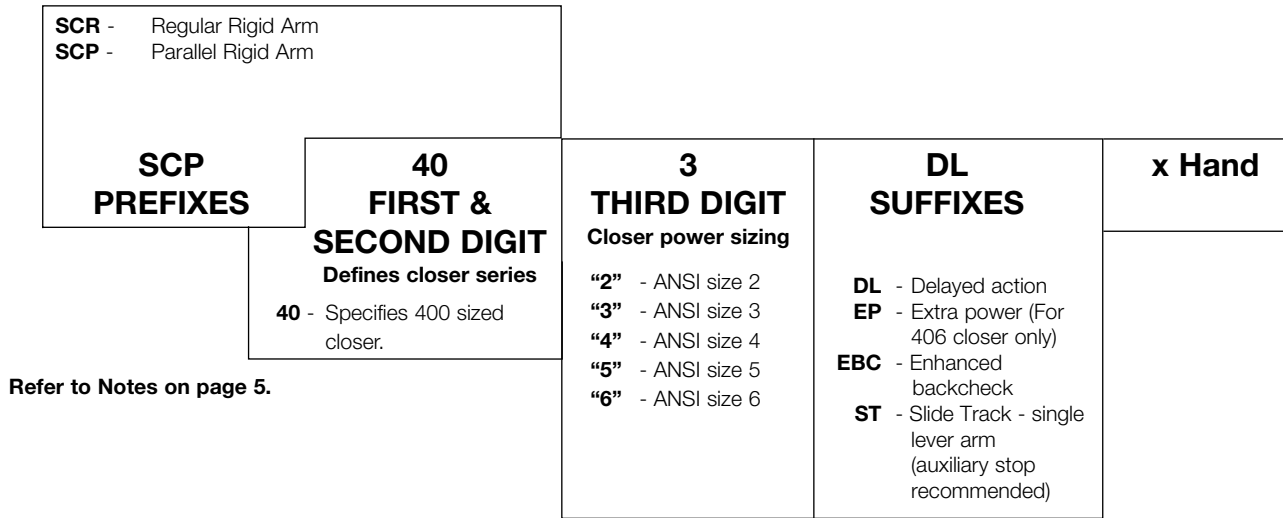 SCR - Regular Rigid Arm
SCP - Parallel Rigid Arm
SCP
PREFIXES
40
FIRST &
SECOND DIGIT
Defines closer series
40 - Specifies 400 sized
closer.
3
THIRD DIGIT
Closer power sizing
“2” - ANSI size 2
“3” - ANSI size 3
“4” - ANSI size 4
“5” - ANSI size 5
“6” - ANSI size 6
DL
SUFFIXES
DL - Delayed action
EP - Extra power (For
406 closer only)
EBC - Enhanced
backcheck
ST - Slide Track - single
lever arm
(auxiliary stop
recommended)
x Hand
Refer to Notes on page 5.